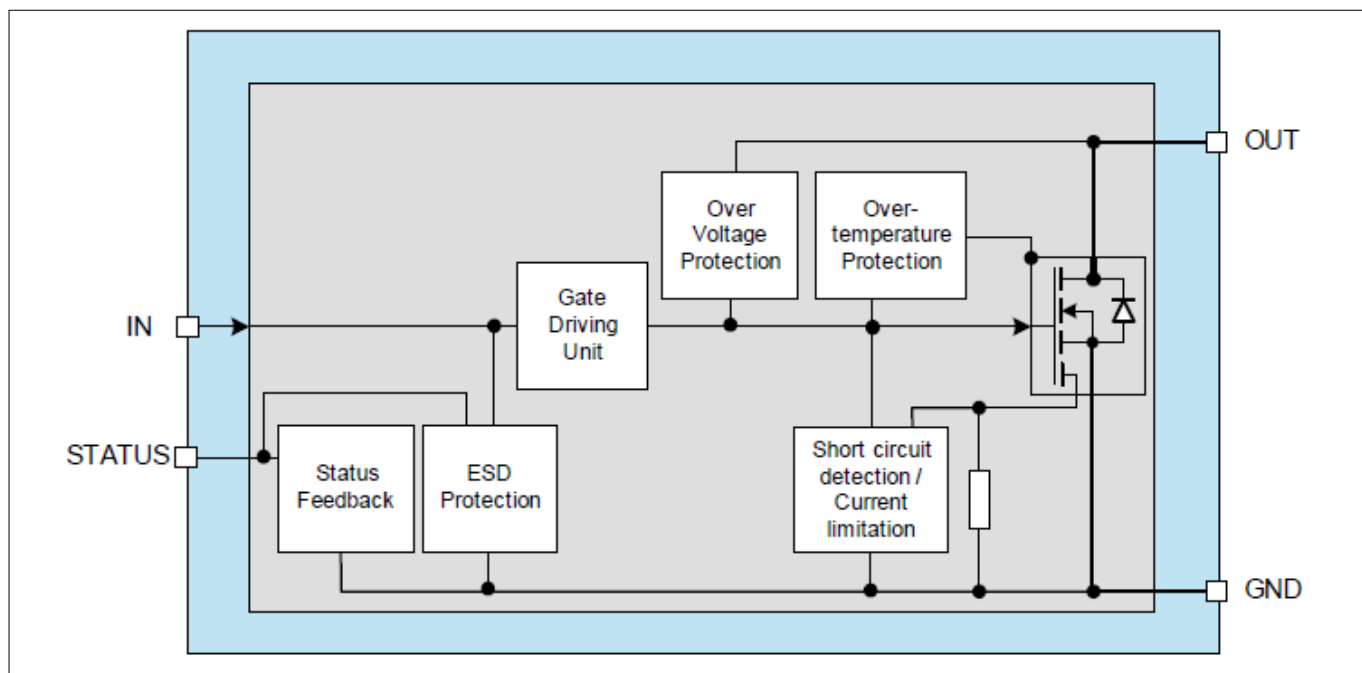 OUT
Over
Voltage
Protection
Over-
temperature
Protection
IN
Gate
Driving
Unit
STATUS
Status
Feedback
ESD
Protection
Short circuit
detection /
Current
limitation
GND